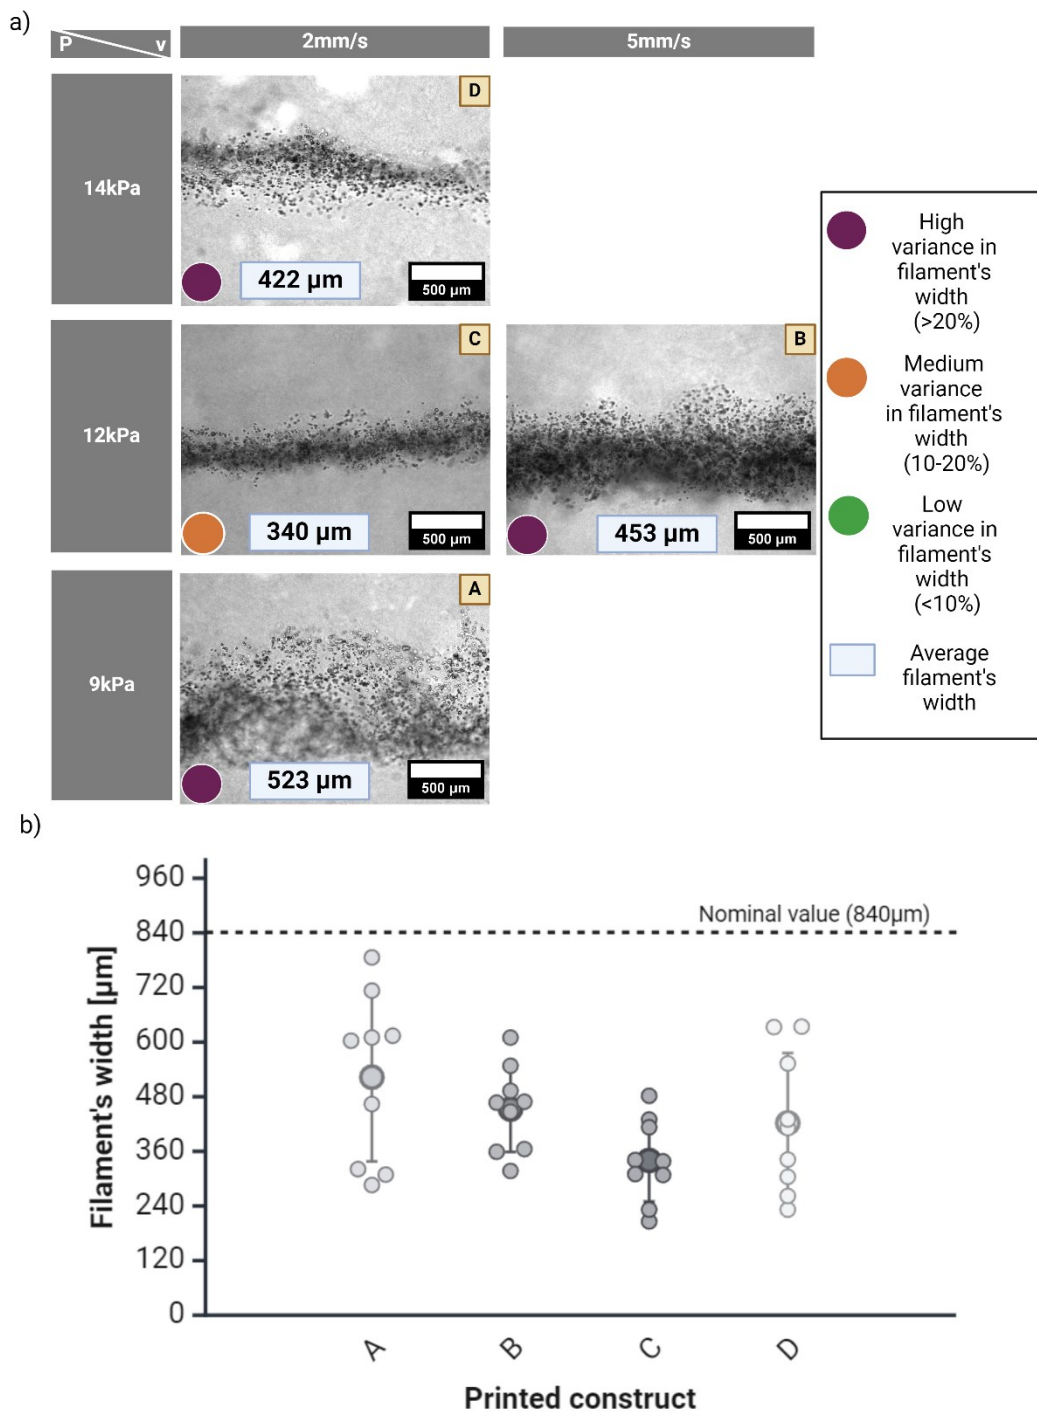 a)
P v 2mm/s 5mm/s
14kPa
D
422 µm
500 µm
12kPa
C
340 µm
500 µm
B
453 µm
500 µm
9kPa
A
523 µm
500 µm
High
variance in
filament's
width
(>20%)
Medium
variance
in filament's
width
(10-20%)
Low
variance in
filament's
width
(<10%)
Average
filament's
width
b)
Filament's width [µm]
960
840
720
600
480
360
240
120
0
Nominal value (840µm)
A B C D
Printed construct